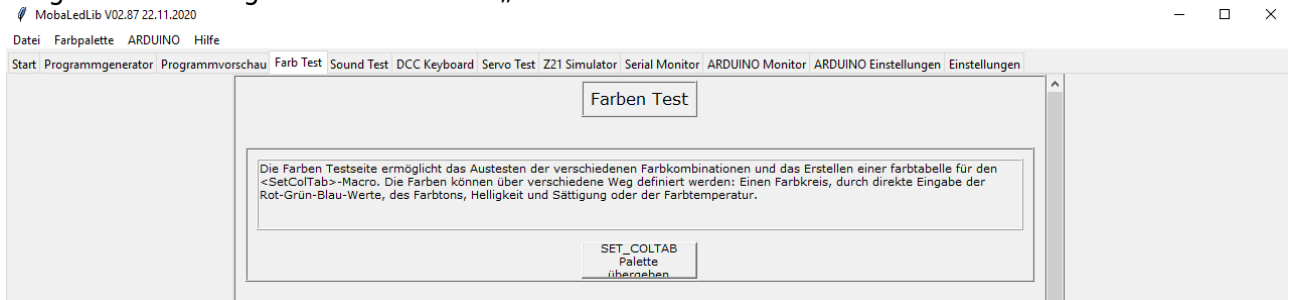 MobaLedLib V02.87 22.11.2020
Datei Farbpalette ARDUINO Hilfe
Start Programmgenerator Programmvorschau Farb Test Sound Test DCC Keyboard Servo Test Z21 Simulator Serial Monitor ARDUINO Monitor ARDUINO Einstellungen Einstellungen
Farben Test
Die Farben Testseite ermöglicht das Austesten der verschiedenen Farbkombinationen und das Erstellen einer farbtabelle für den
<SetColTab>-Macro. Die Farben können über verschiedene Weg definiert werden: Einen Farbkreis, durch direkte Eingabe der
Rot-Grün-Blau-Werte, des Farbtons, Helligkeit und Sättigung oder der Farbtemperatur.
SET_COLTAB
Palette
übergeben